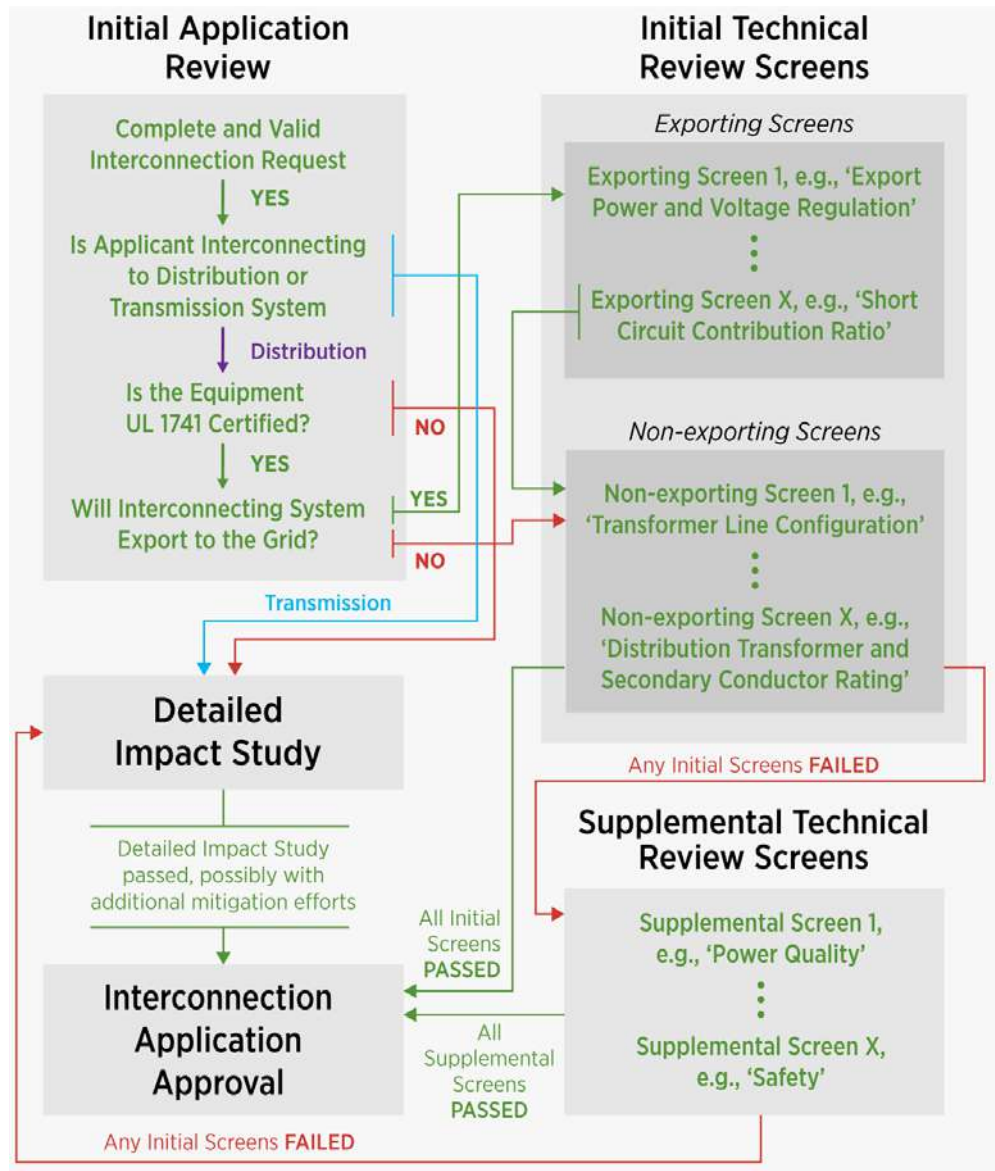 Initial Application
Review
Complete and Valid
Interconnection Request
YES
Is Applicant Interconnecting
to Distribution or
Transmission System
Distribution
Is the Equipment
UL 1741 Certified?
NO
YES
Will Interconnecting System
Export to the Grid?
YES
NO
Transmission
Initial Technical
Review Screens
Exporting Screens
Exporting Screen 1, e.g., ‘Export
Power and Voltage Regulation’
Exporting Screen X, e.g., ‘Short
Circuit Contribution Ratio’
Non-exporting Screens
Non-exporting Screen 1, e.g.,
‘Transformer Line Configuration’
Non-exporting Screen X, e.g.,
‘Distribution Transformer and
Secondary Conductor Rating’
Any Initial Screens FAILED
Detailed
Impact Study
Detailed Impact Study
passed, possibly with
additional mitigation efforts
Supplemental Technical
Review Screens
Supplemental Screen 1,
e.g., ‘Power Quality’
Supplemental Screen X,
e.g., ‘Safety’
All Initial
Screens
PASSED
All
Supplemental
Screens
PASSED
Interconnection
Application
Approval
Any Initial Screens FAILED